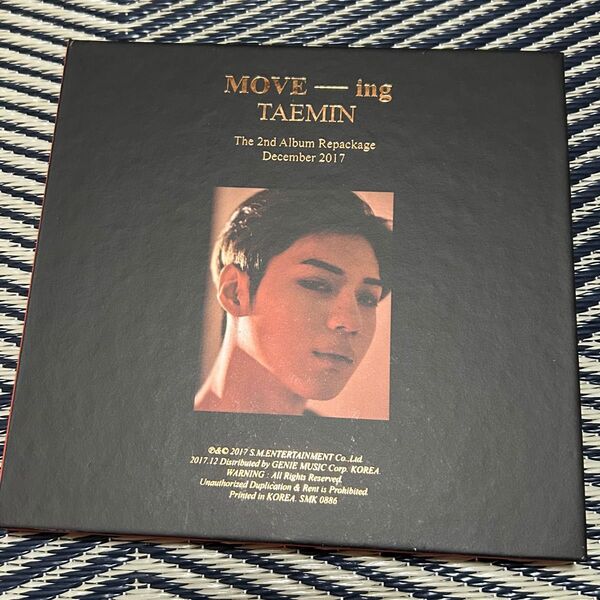 MOVE — ing
TAEMIN
The 2nd Album Repackage
December 2017
℗&© 2017 S.M.ENTERTAINMENT Co.,Ltd.
2017.12 Distributed by GENIE MUSIC Corp. KOREA.
WARNING : All Rights Reserved.
Unauthorized Duplication & Rent is Prohibited.
Printed in KOREA. SMK 0886